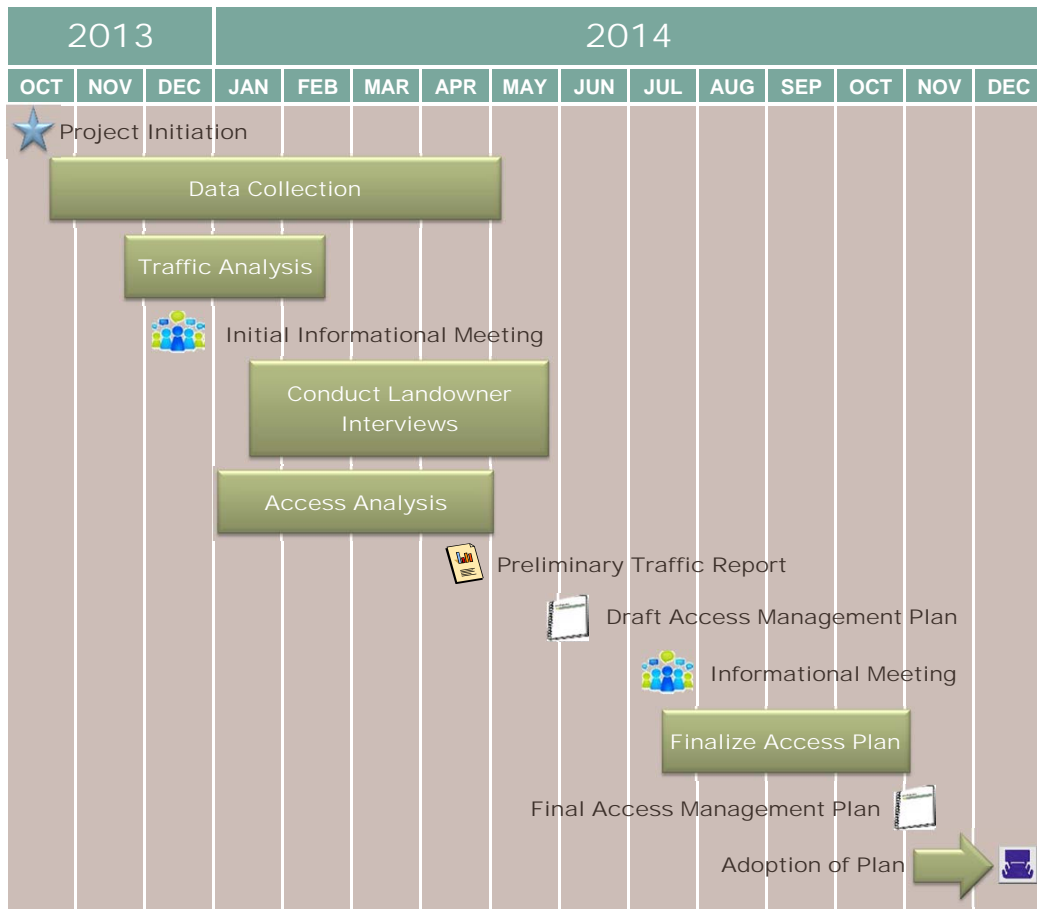 2013 2014
OCT NOV DEC JAN FEB MAR APR MAY JUN JUL AUG SEP OCT NOV DEC
Project Initiation
Data Collection
Traffic Analysis
Initial Informational Meeting
Conduct Landowner
Interviews
Access Analysis
Preliminary Traffic Report
Draft Access Management Plan
Informational Meeting
Finalize Access Plan
Final Access Management Plan
Adoption of Plan